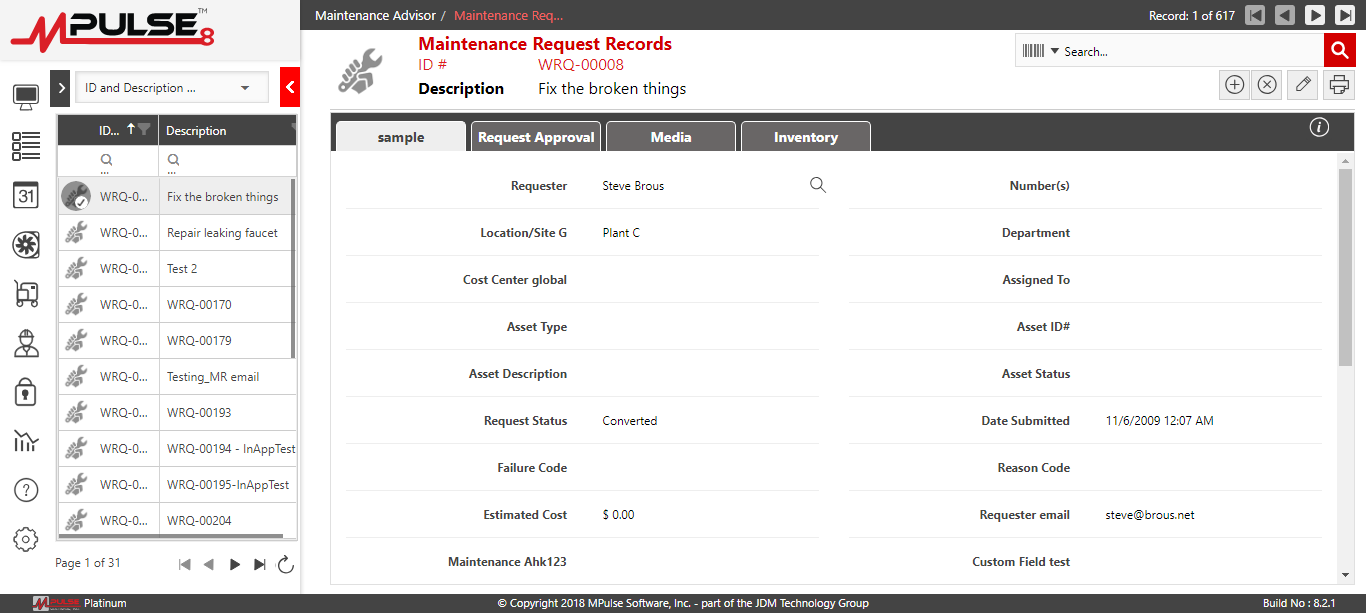 MPULSE 8 ™
Maintenance Advisor / Maintenance Req...
Record: 1 of 617
Maintenance Request Records
ID # WRQ-00008
Description Fix the broken things
Search...
ID and Description ...
ID... Description
... ...
WRQ-0... Fix the broken things
WRQ-0... Repair leaking faucet
WRQ-0... Test 2
WRQ-0... WRQ-00170
WRQ-0... WRQ-00179
WRQ-0... Testing_MR email
WRQ-0... WRQ-00193
WRQ-0... WRQ-00194 - InAppTest
WRQ-0... WRQ-00195-InAppTest
WRQ-0... WRQ-00204
Page 1 of 31
31
?
sample Request Approval Media Inventory
i
Requester Steve Brous Number(s)
Location/Site G Plant C Department
Cost Center global Assigned To
Asset Type Asset ID#
Asset Description Asset Status
Request Status Converted Date Submitted 11/6/2009 12:07 AM
Failure Code Reason Code
Estimated Cost $ 0.00 Requester email steve@brous.net
Maintenance Ahk123 Custom Field test
MPULSE Platinum
© Copyright 2018 MPulse Software, Inc. - part of the JDM Technology Group
Build No : 8.2.1